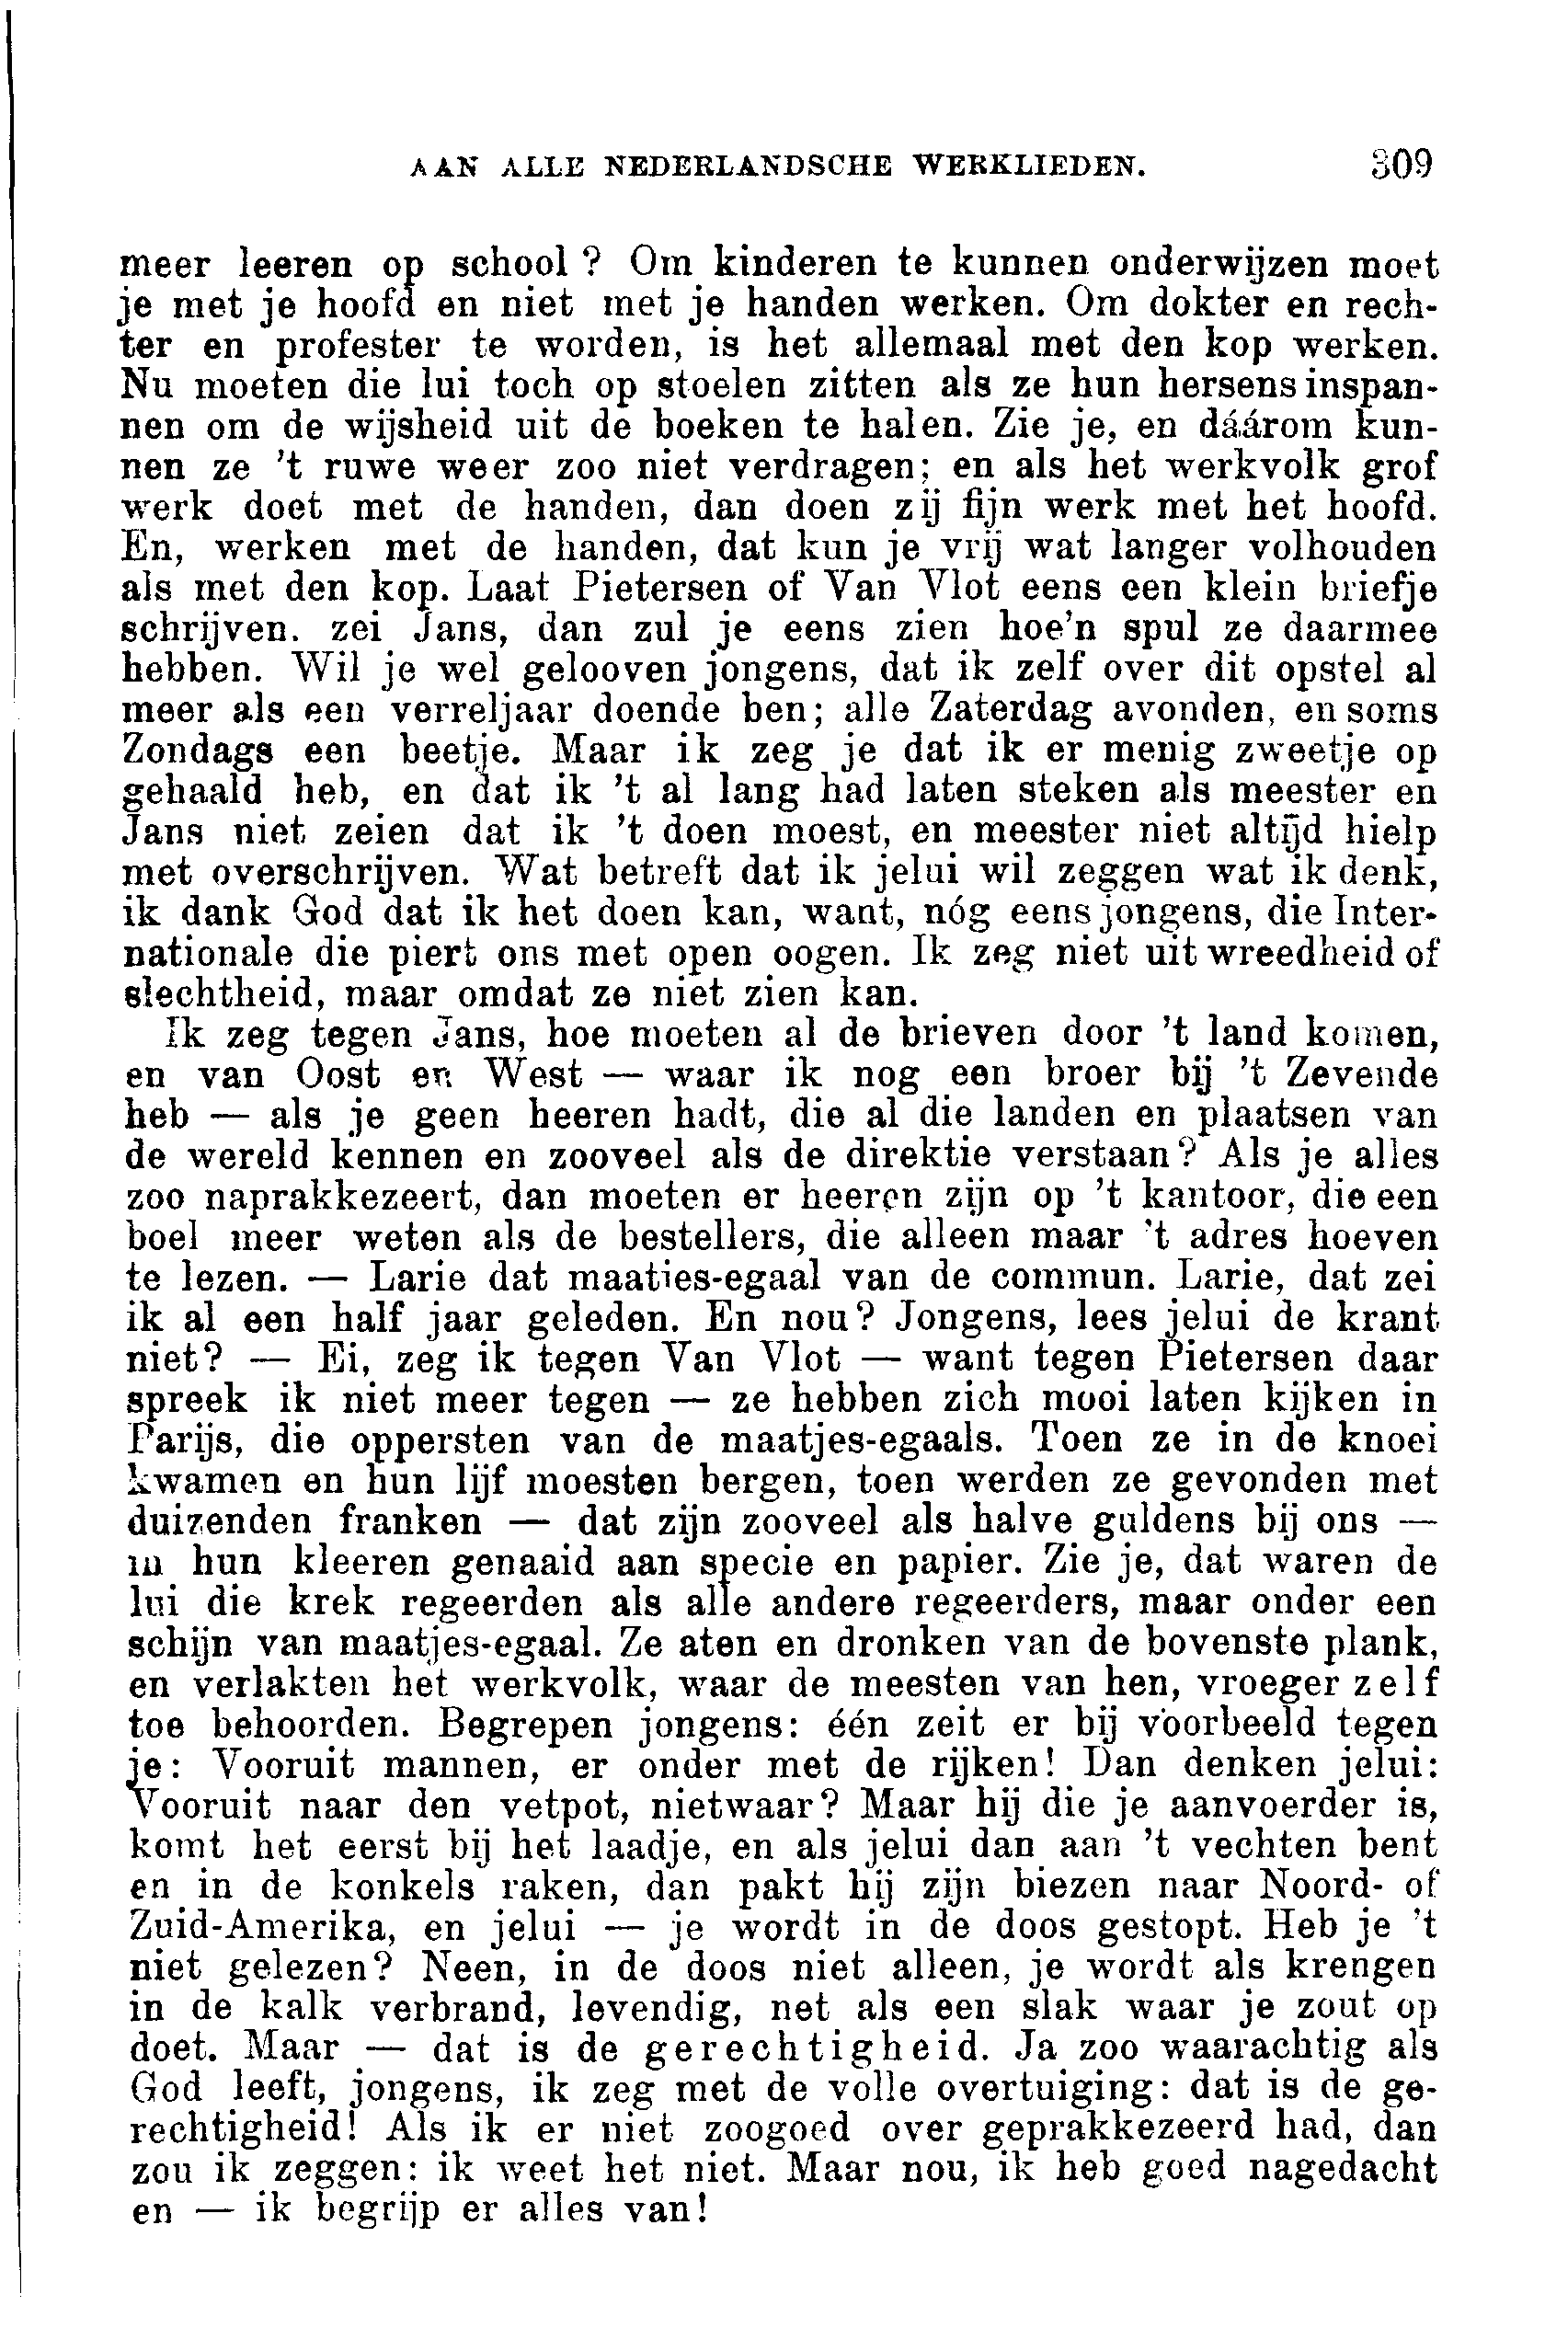 AAN ALLE NEDERLANDSCHE WERKLIEDEN. 309
meer leeren op school? Om kinderen te kunnen onderwijzen moet
je met je hoofd en niet met je handen werken. Om dokter en rech-
ter en profester te worden, is het allemaal met den kop werken.
Nu moeten die lui toch op stoelen zitten als ze hun hersens inspan-
nen om de wijsheid uit de boeken te halen. Zie je, en dáárom kun-
nen ze 't ruwe weer zoo niet verdragen; en als het werkvolk grof
werk doet met de handen, dan doen zij fijn werk met het hoofd.
En, werken met de handen, dat kun je vrij wat langer volhouden
als met den kop. Laat Pietersen of Van Vlot eens een klein briefje
schrijven. zei Jans, dan zul je eens zien hoe'n spul ze daarmee
hebben. Wil je wel gelooven jongens, dat ik zelf over dit opstel al
meer als een verreljaar doende ben; alle Zaterdag avonden, en soms
Zondags een beetje. Maar ik zeg je dat ik er menig zweetje op
gehaald heb, en dat ik 't al lang had laten steken als meester en
Jans niet zeien dat ik 't doen moest, en meester niet altijd hielp
met overschrijven. Wat betreft dat ik jelui wil zeggen wat ik denk,
ik dank God dat ik het doen kan, want, nóg eens jongens, die Inter-
nationale die piert ons met open oogen. Ik zeg niet uit wreedheid of
slechtheid, maar omdat ze niet zien kan.
Ik zeg tegen Jans, hoe moeten al de brieven door 't land komen,
en van Oost en West — waar ik nog een broer bij 't Zevende
heb — als je geen heeren hadt, die al die landen en plaatsen van
de wereld kennen en zooveel als de direktie verstaan? Als je alles
zoo naprakkezeert, dan moeten er heeren zijn op 't kantoor, die een
boel meer weten als de bestellers, die alleen maar 't adres hoeven
te lezen. — Larie dat maaties-egaal van de commun. Larie, dat zei
ik al een half jaar geleden. En nou? Jongens, lees jelui de krant
niet? — Ei, zeg ik tegen Van Vlot — want tegen Pietersen daar
spreek ik niet meer tegen — ze hebben zich mooi laten kijken in
Parijs, die oppersten van de maatjes-egaals. Toen ze in de knoei
kwamen en hun lijf moesten bergen, toen werden ze gevonden met
duizenden franken — dat zijn zooveel als halve guldens bij ons —
in hun kleeren genaaid aan specie en papier. Zie je, dat waren de
lui die krek regeerden als alle andere regeerders, maar onder een
schijn van maatjes-egaal. Ze aten en dronken van de bovenste plank,
en verlakten het werkvolk, waar de meesten van hen, vroeger zelf
toe behoorden. Begrepen jongens: één zeit er bij voorbeeld tegen
je: Vooruit mannen, er onder met de rijken! Dan denken jelui:
Vooruit naar den vetpot, nietwaar? Maar hij die je aanvoerder is,
komt het eerst bij het laadje, en als jelui dan aan 't vechten bent
en in de konkels raken, dan pakt hij zijn biezen naar Noord- of
Zuid-Amerika, en jelui — je wordt in de doos gestopt. Heb je 't
niet gelezen? Neen, in de doos niet alleen, je wordt als krengen
in de kalk verbrand, levendig, net als een slak waar je zout op
doet. Maar — dat is de gerechtigheid. Ja zoo waarachtig als
God leeft, jongens, ik zeg met de volle overtuiging: dat is de ge-
rechtigheid! Als ik er niet zoogoed over geprakkezeerd had, dan
zou ik zeggen: ik weet het niet. Maar nou, ik heb goed nagedacht
en — ik begrijp er alles van!